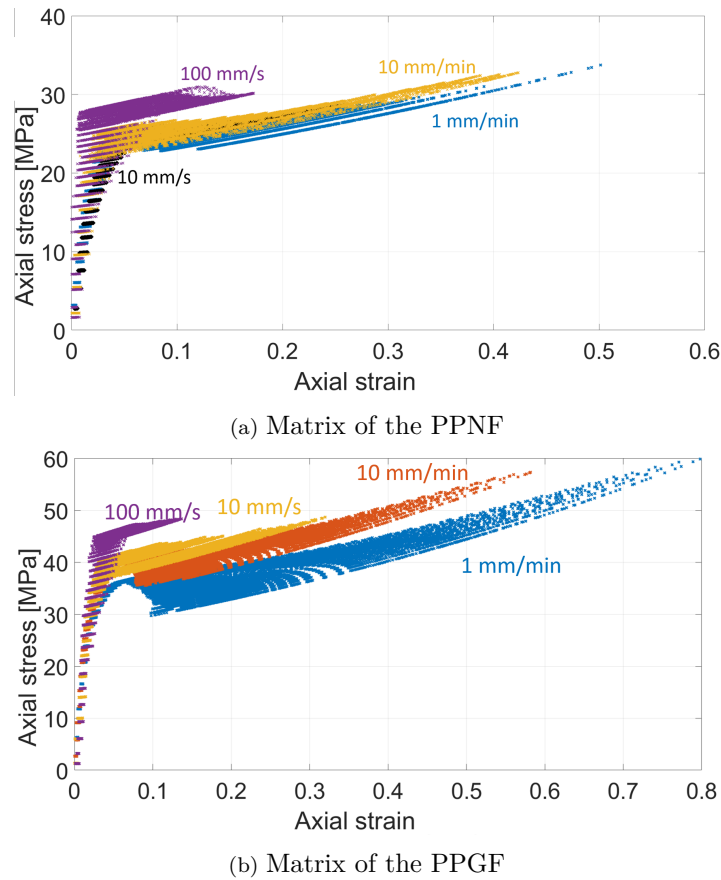 40
30
20
10
0
Axial stress [MPa]
100 mm/s
10 mm/min
1 mm/min
10 mm/s
0 0.1 0.2 0.3 0.4 0.5 0.6
Axial strain
(a) Matrix of the PPNF
60
50
40
30
20
10
0
Axial stress [MPa]
100 mm/s
10 mm/s
10 mm/min
1 mm/min
0 0.1 0.2 0.3 0.4 0.5 0.6 0.7 0.8
Axial strain
(b) Matrix of the PPGF